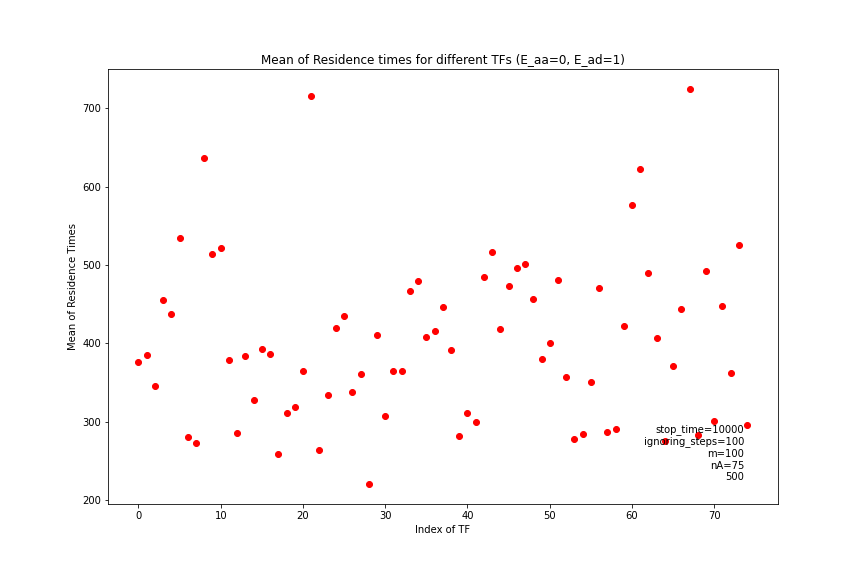 Mean of Residence times for different TFs (E_aa=0, E_ad=1)
Mean of Residence Times
700
600
500
400
300
200
stop_time=10000
ignoring_steps=100
m=100
nA=75
500
0 10 20 30 40 50 60 70
Index of TF